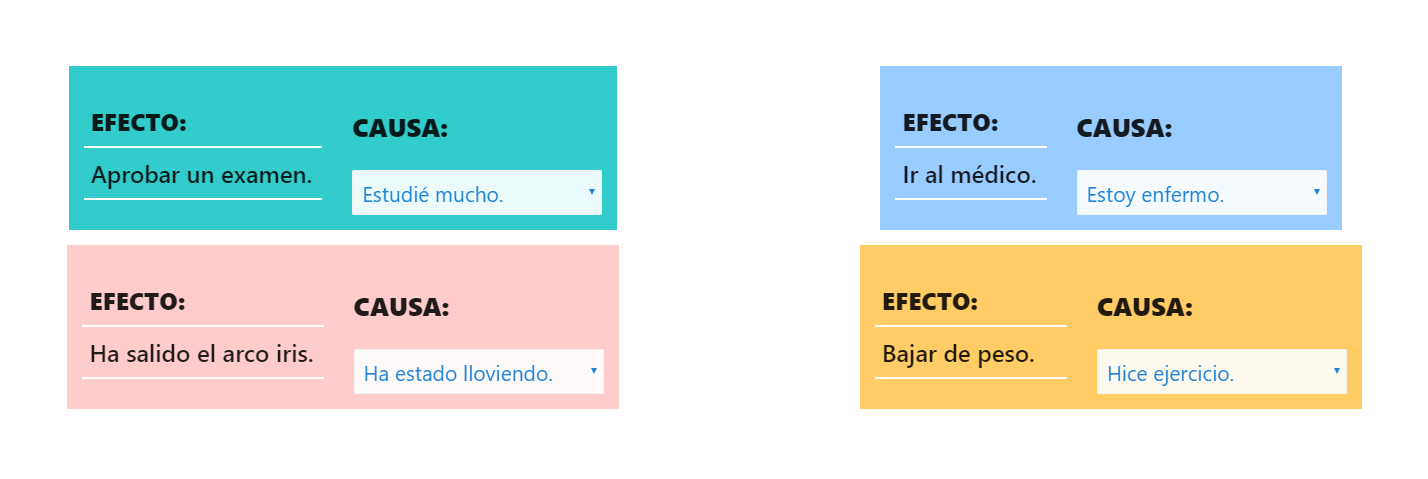 EFECTO:
CAUSA:
Aprobar un examen.
Estudié mucho.
EFECTO:
CAUSA:
Ir al médico.
Estoy enfermo.
EFECTO:
CAUSA:
Ha salido el arco iris.
Ha estado lloviendo.
EFECTO:
CAUSA:
Bajar de peso.
Hice ejercicio.